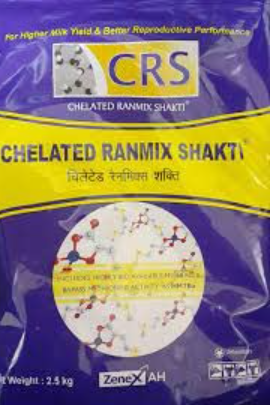 For Higher Milk Yield & Better Reproductive Performance
CRS
CHELATED RANMIX SHAKTI
CHELATED RANMIX SHAKTI
चिलेटेड रेनमिक्स शक्ति
t Weight : 2.5 kg
Zenex AH